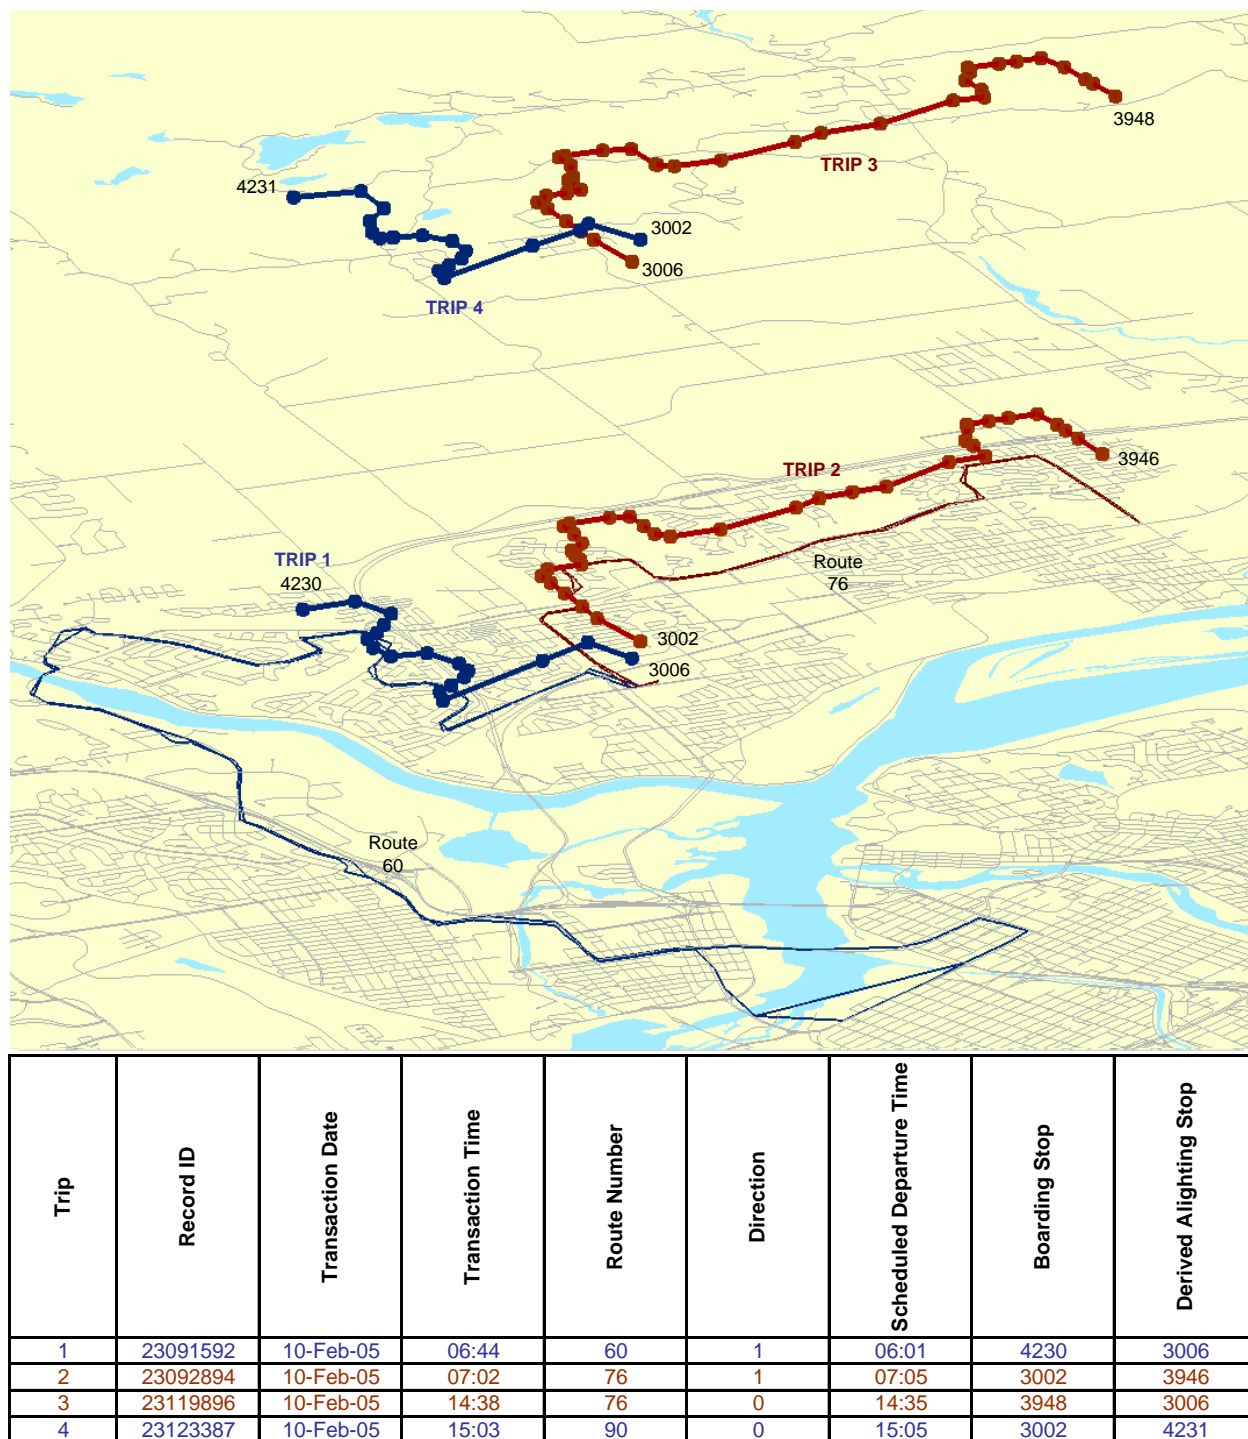 3948
TRIP 3
4231
3002
3006
TRIP 4
3946
TRIP 2
TRIP 1
4230
Route
76
3002
3006
Route
60
Trip
Record ID
Transaction Date
Transaction Time
Route Number
Direction
Scheduled Departure Time
Boarding Stop
Derived Alighting Stop
1 23091592 10-Feb-05 06:44 60 1 06:01 4230 3006
2 23092894 10-Feb-05 07:02 76 1 07:05 3002 3946
3 23119896 10-Feb-05 14:38 76 0 14:35 3948 3006
4 23123387 10-Feb-05 15:03 90 0 15:05 3002 4231